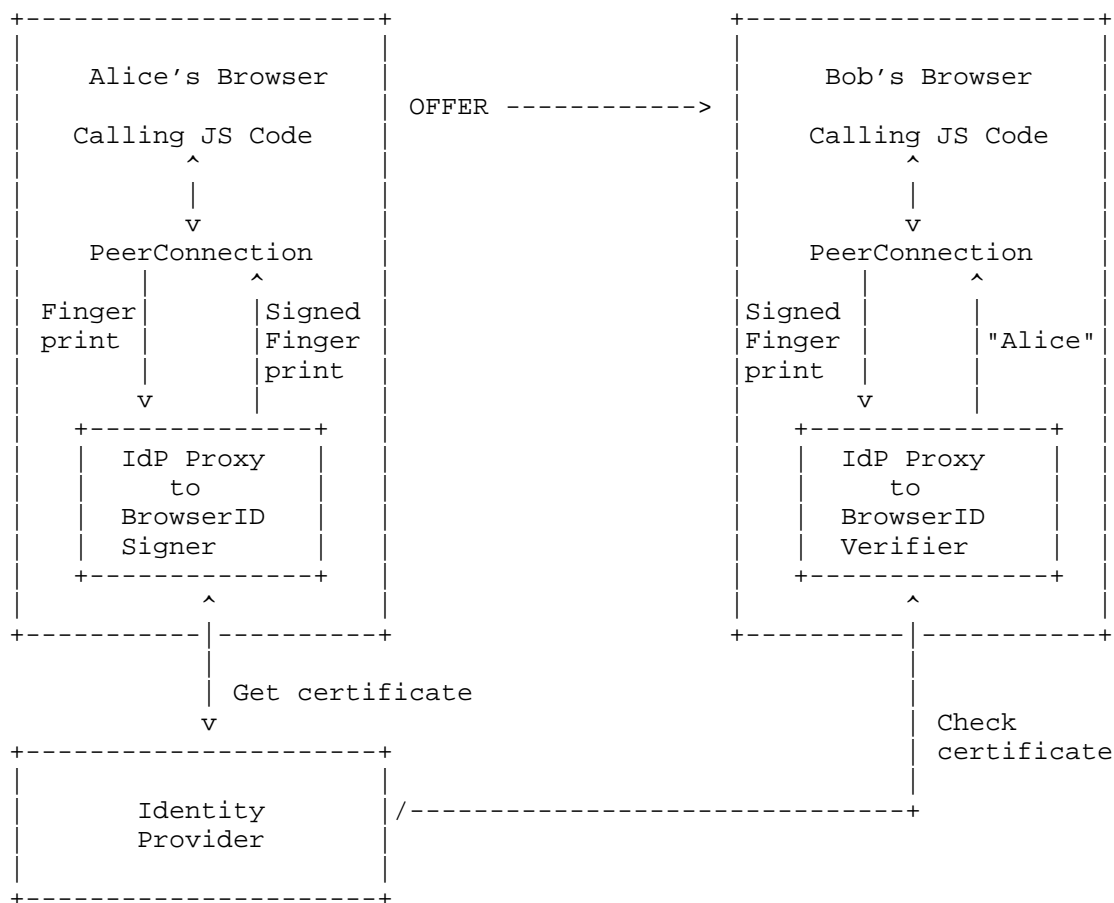 Alice's Browser
Bob's Browser
OFFER ------------>
Calling JS Code
Calling JS Code
PeerConnection
PeerConnection
Finger
print
Signed
Finger
print
Signed
Finger
print
"Alice"
IdP Proxy
to
BrowserID
Signer
IdP Proxy
to
BrowserID
Verifier
Get certificate
Check
certificate
Identity
Provider